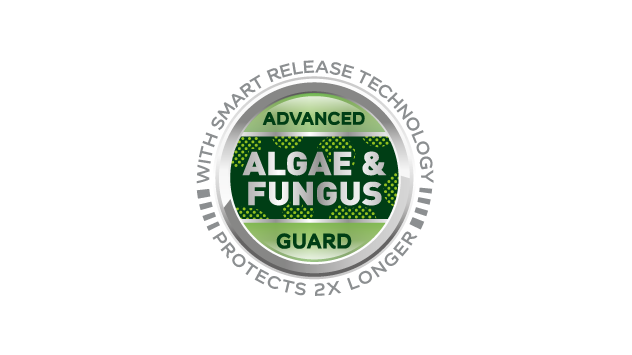 WITH SMART RELEASE TECHNOLOGY
ADVANCED
ALGAE &
FUNGUS
GUARD
PROTECTS 2X LONGER